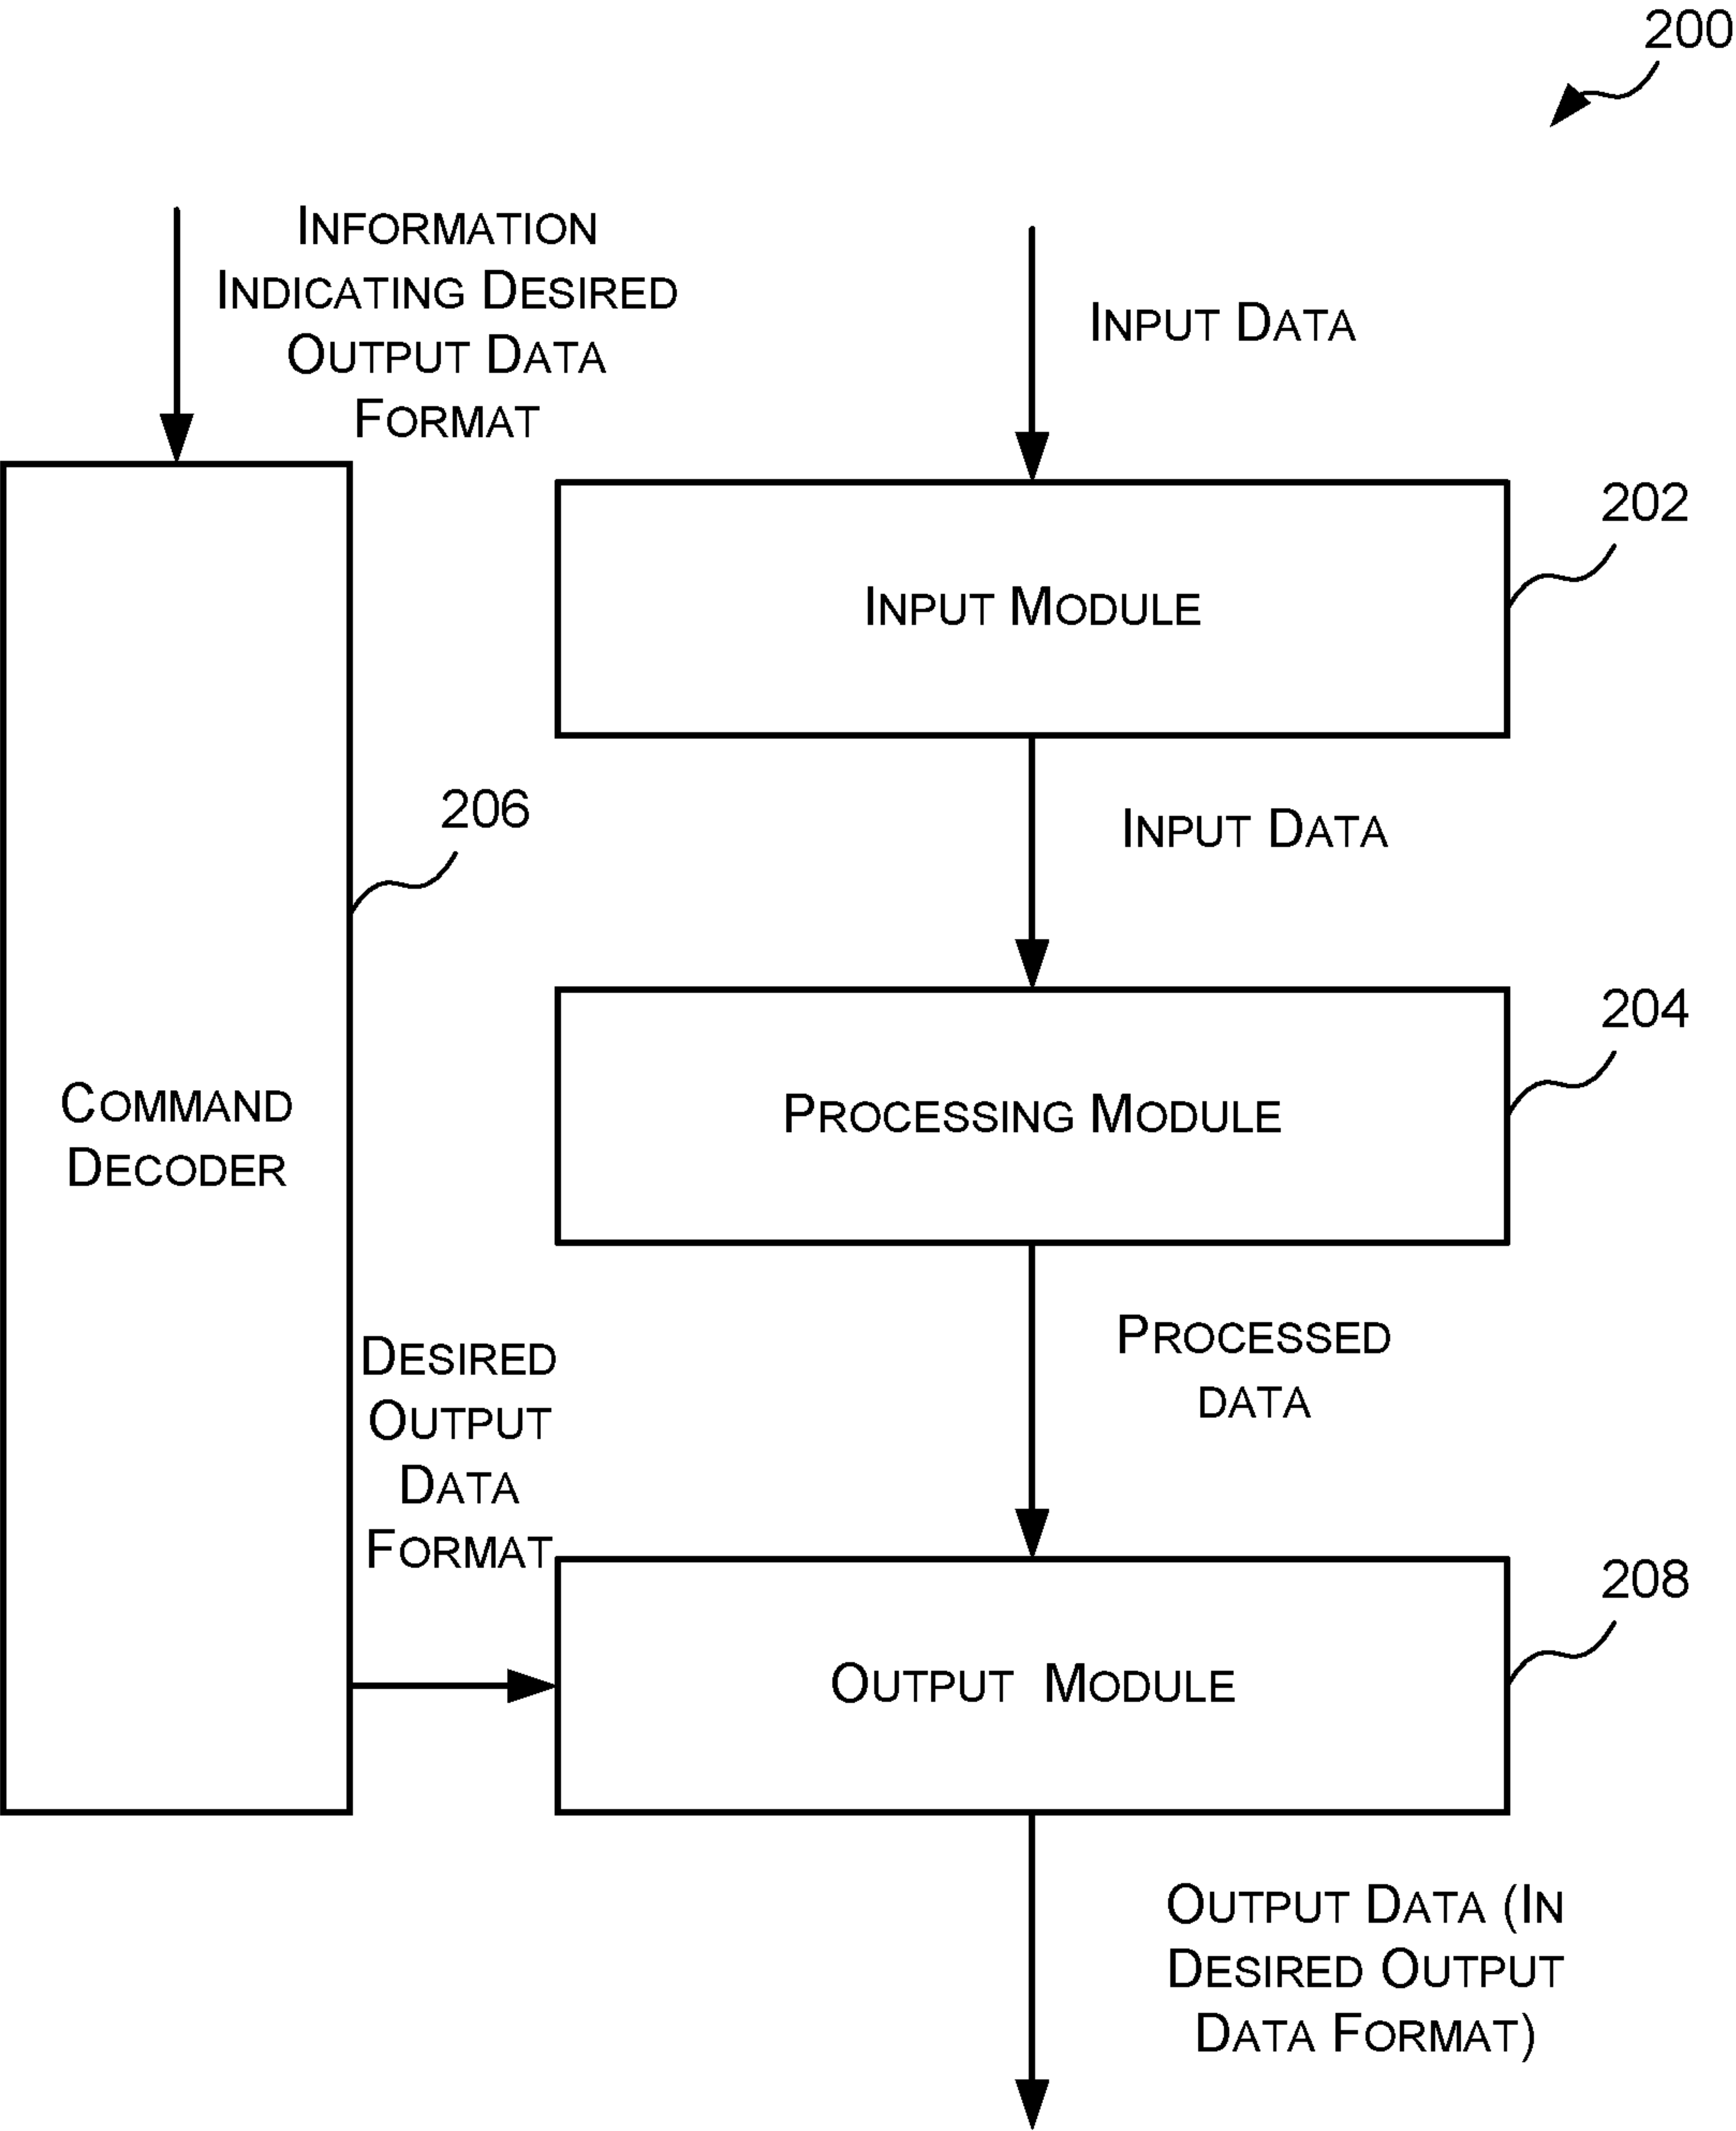 200
Information
Indicating Desired
Output Data
Format
Input Data
202
Input Module
206
Input Data
204
Command
Decoder
Processing Module
Desired
Output
Data
Format
Processed
data
208
Output Module
Output Data (In
Desired Output
Data Format)